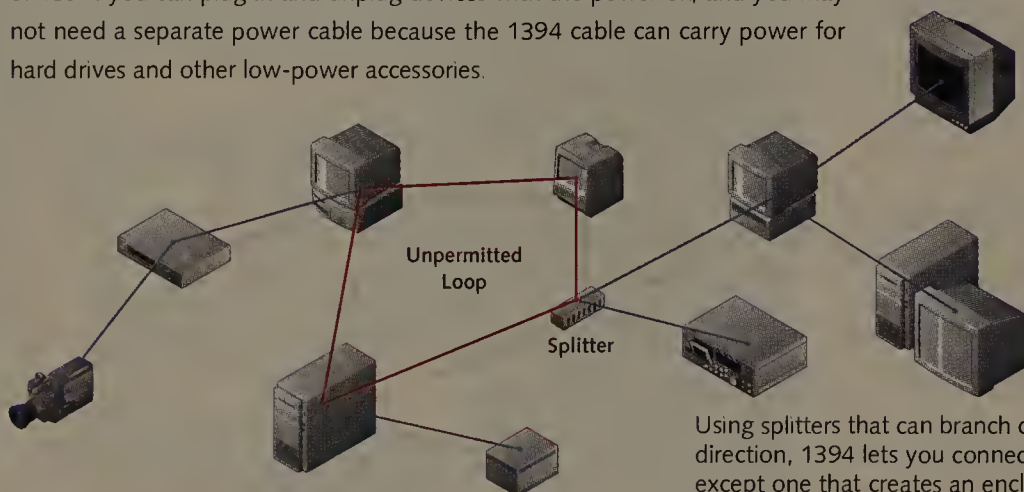 not need a separate power cable because the 1394 cable can carry power for
hard drives and other low-power accessories.
Unpermitted
Loop
Splitter
Using splitters that can branch
direction, 1394 lets you connec
except one that creates an encl